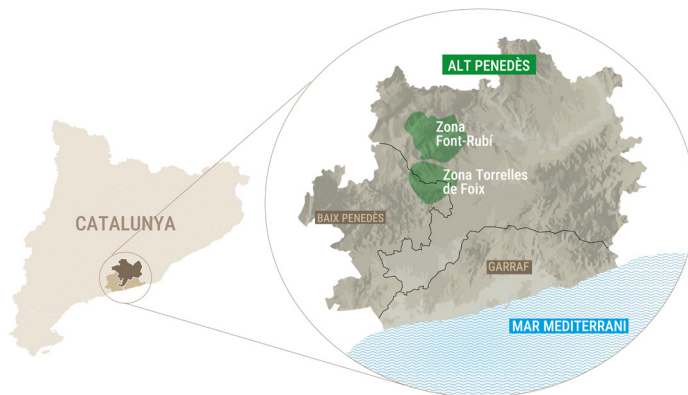 ALT PENEDÈS
Zona
Font-Rubí
Zona Torrelles
de Foix
CATALUNYA
BAIX PENEDÈS
GARRAF
MAR MEDITERRANI